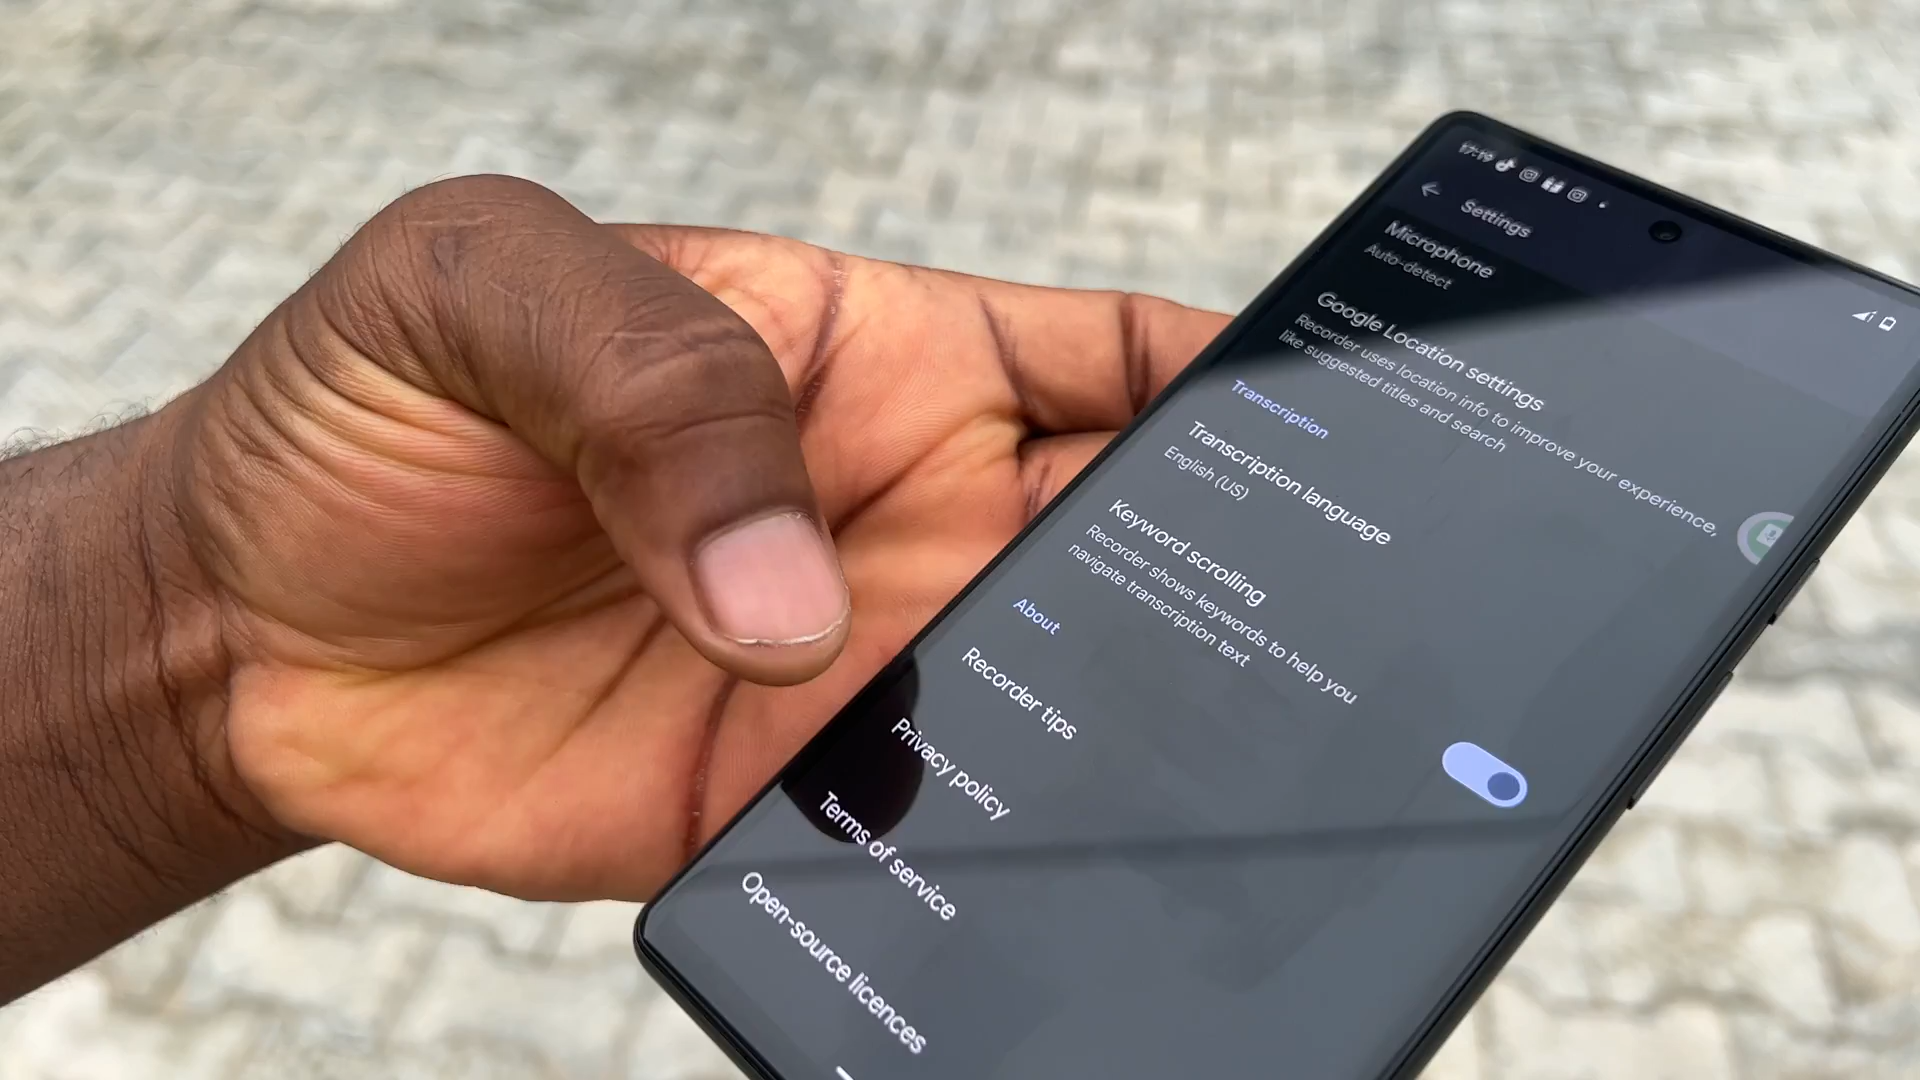 17:19
Settings
Microphone
Auto-detect
Google Location settings
Recorder uses location info to improve your experience,
like suggested titles and search
Transcription
Transcription language
English (US)
Keyword scrolling
Recorder shows keywords to help you
navigate transcription text
About
Recorder tips
Privacy policy
Terms of service
Open-source licences